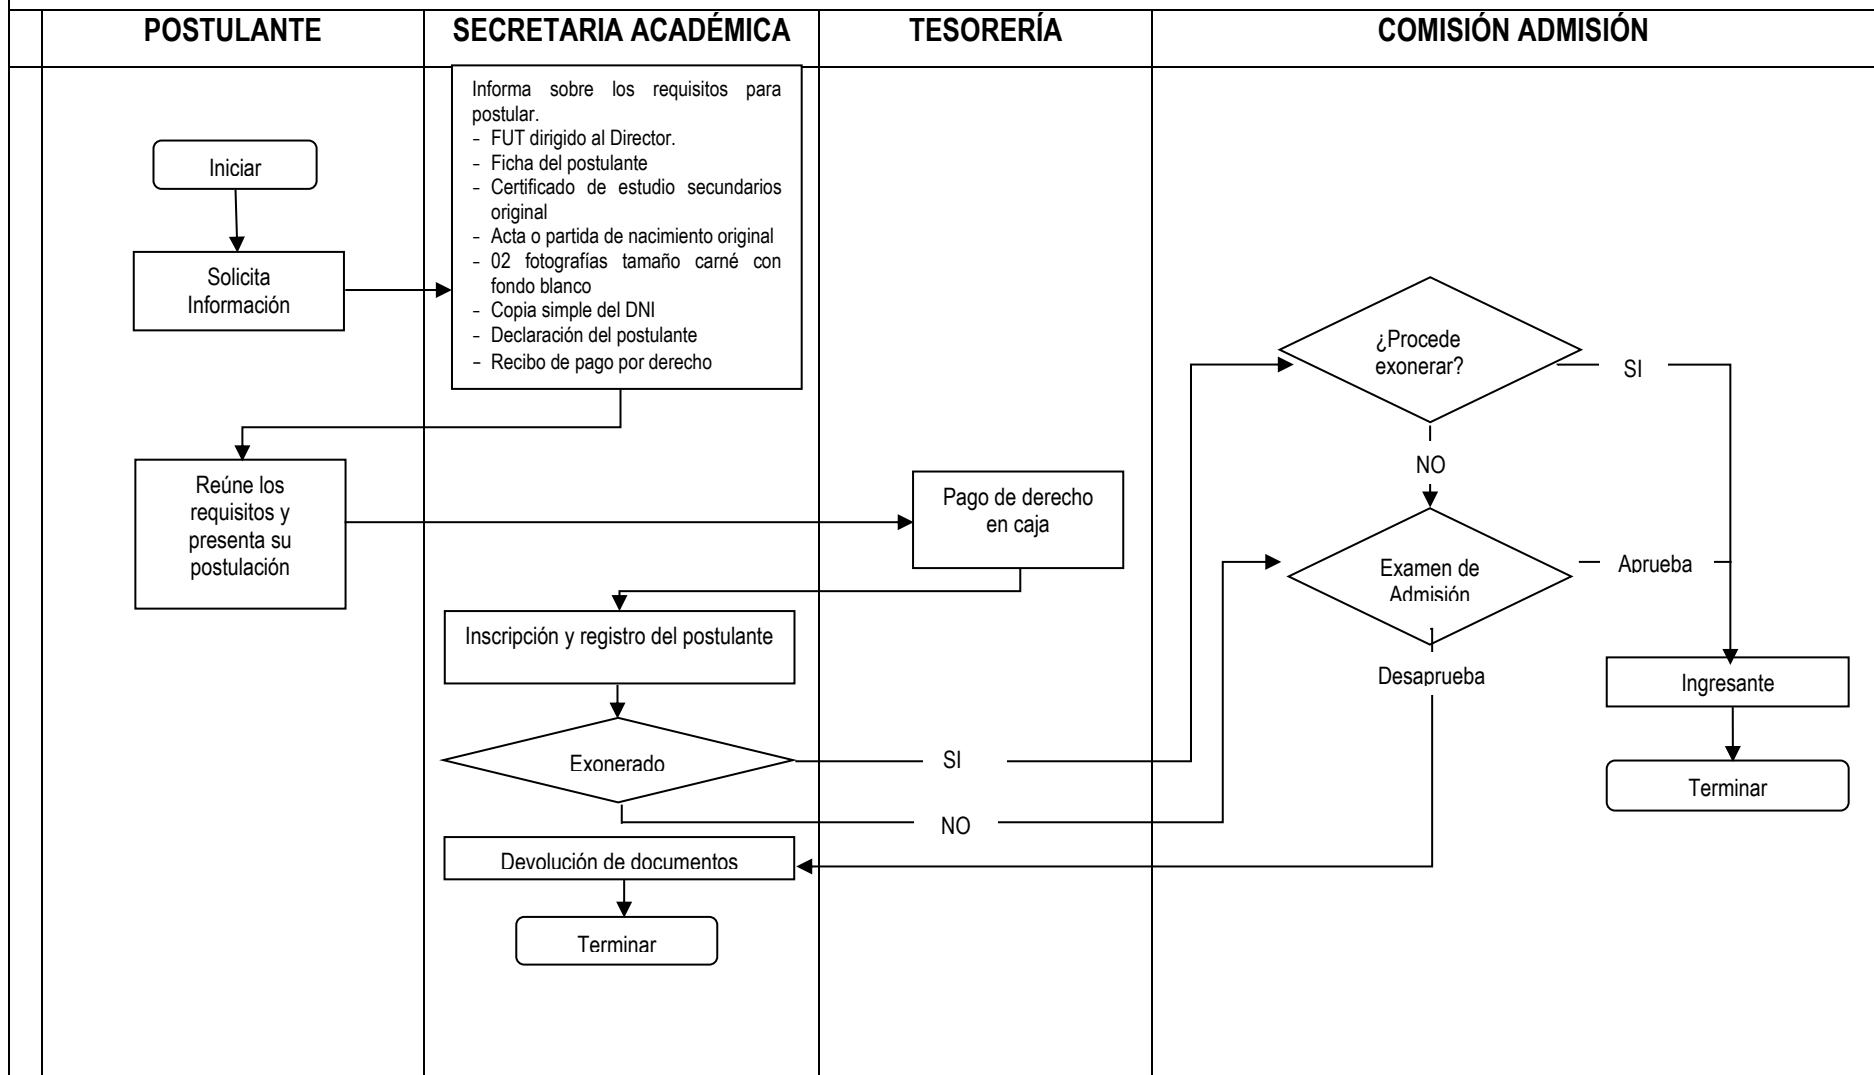 POSTULANTE
SECRETARIA ACADÉMICA
TESORERÍA
COMISIÓN ADMISIÓN
Informa sobre los requisitos para
postular.
- FUT dirigido al Director.
- Ficha del postulante
- Certificado de estudio secundarios
original
- Acta o partida de nacimiento original
- 02 fotografías tamaño carné con
fondo blanco
- Copia simple del DNI
- Declaración del postulante
- Recibo de pago por derecho
Iniciar
Solicita
Información
¿Procede
exonerar?
SI
NO
Reúne los
requisitos y
presenta su
postulación
Pago de derecho
en caja
Examen de
Admisión
Aprueba
Desaprueba
Inscripción y registro del postulante
Ingresante
Exonerado
SI
NO
Terminar
Devolución de documentos
Terminar